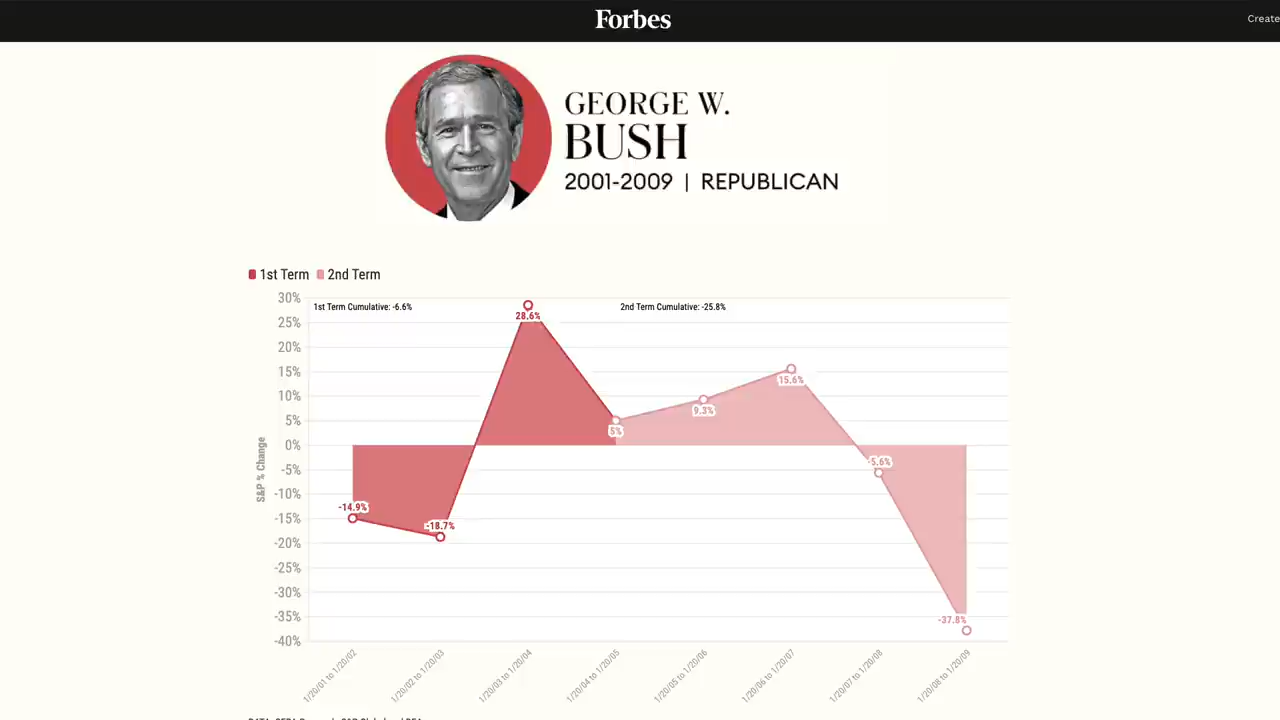 Forbes
Create
GEORGE W.
BUSH
2001-2009 | REPUBLICAN
1st Term 2nd Term
1st Term Cumulative: -6.6%
2nd Term Cumulative: -25.8%
30%
25%
20%
15%
10%
5%
0%
-5%
-10%
-15%
-20%
-25%
-30%
-35%
-40%
S&P % Change
-14.9%
-18.7%
28.6%
5%
9.3%
15.6%
-5.6%
-37.8%
1/20/01 to 1/20/02
1/20/02 to 1/20/03
1/20/03 to 1/20/04
1/20/04 to 1/20/05
1/20/05 to 1/20/06
1/20/06 to 1/20/07
1/20/07 to 1/20/08
1/20/08 to 1/20/09